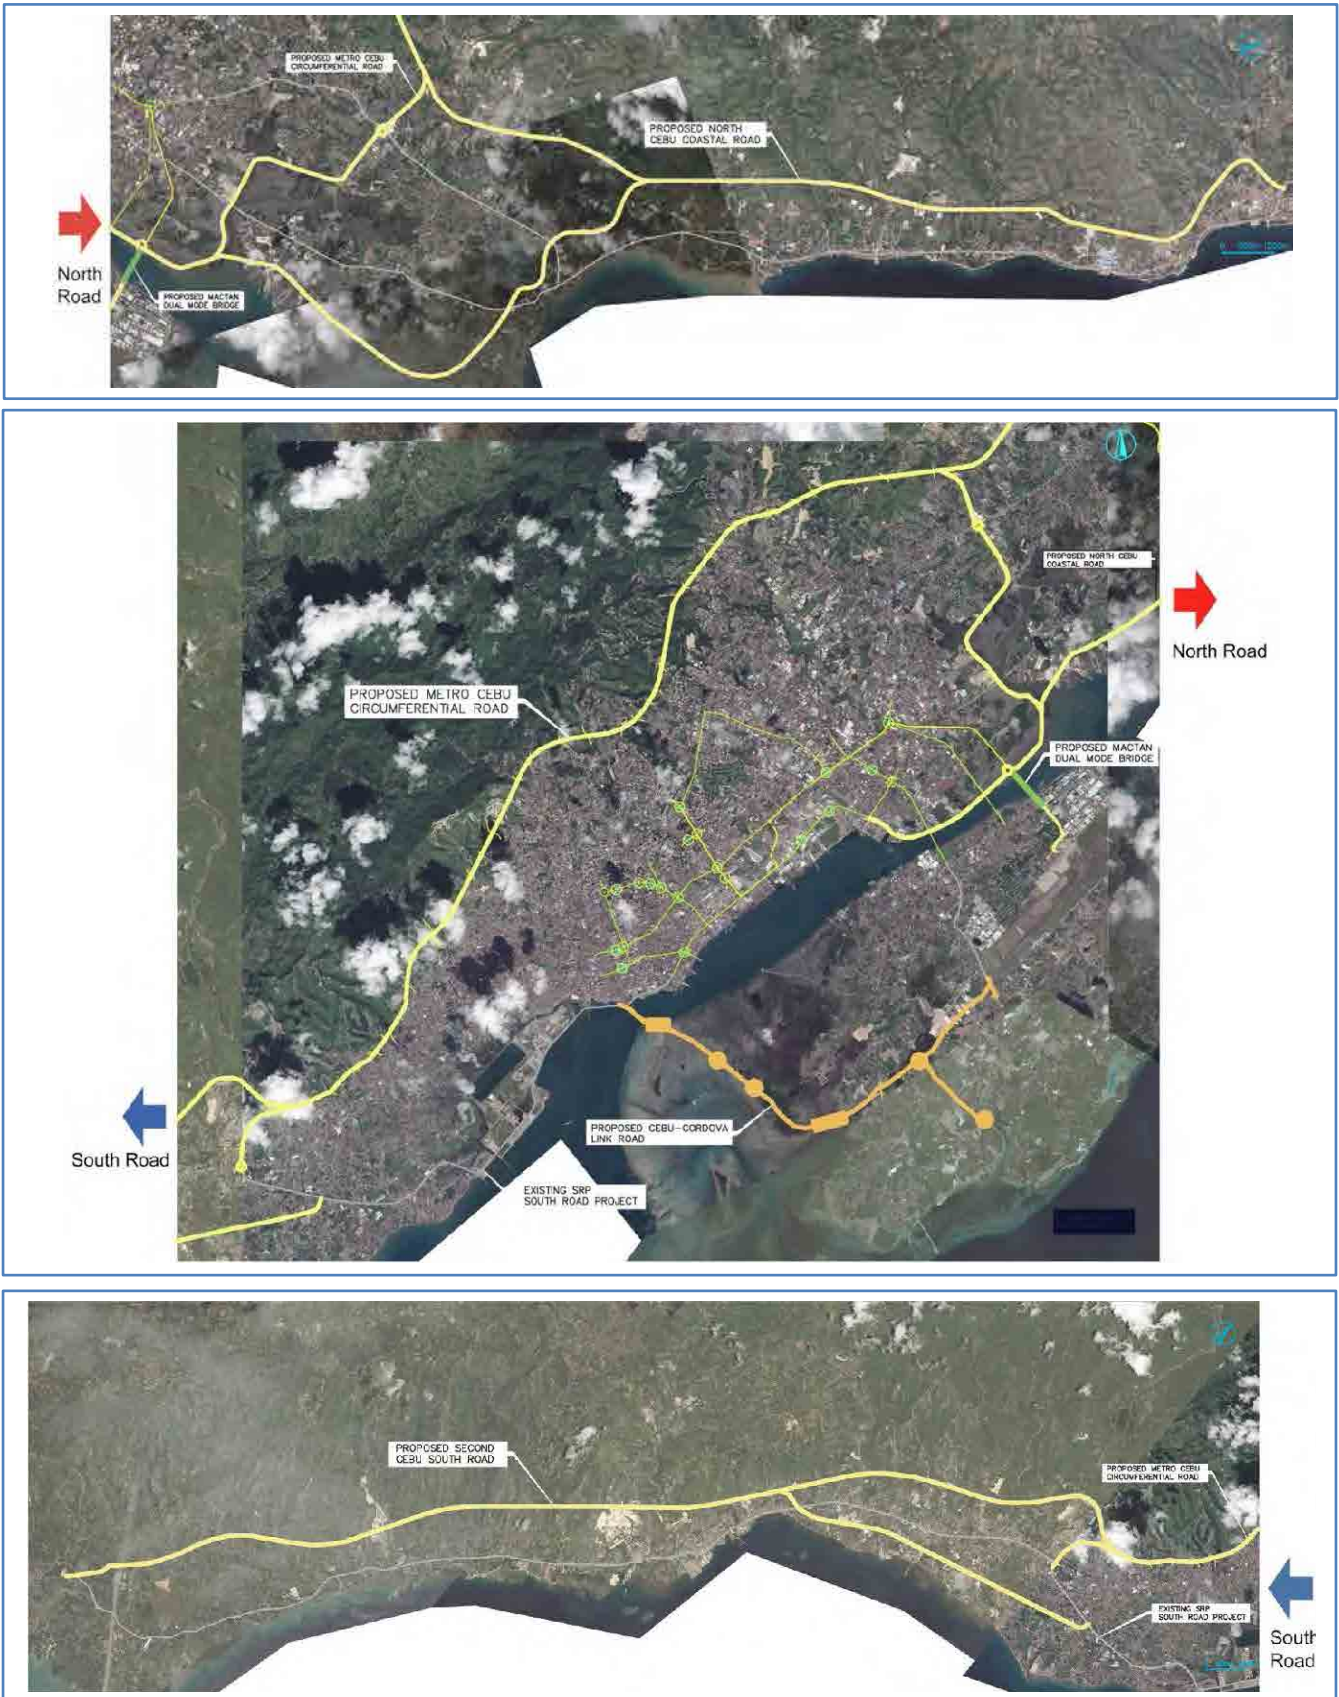 PROPOSED METRO CEBU
CIRCUMFERENTIAL ROAD
PROPOSED NORTH
CEBU COASTAL ROAD
North
Road
PROPOSED MACTAN
DUAL MODE BRIDGE
PROPOSED NORTH CEBU
COASTAL ROAD
North Road
PROPOSED METRO CEBU
CIRCUMFERENTIAL ROAD
PROPOSED MACTAN
DUAL MODE BRIDGE
PROPOSED CEBU-CORDOVA
LINK ROAD
South Road
EXISTING SRP
SOUTH ROAD PROJECT
PROPOSED SECOND
CEBU SOUTH ROAD
PROPOSED METRO CEBU
CIRCUMFERENTIAL ROAD
EXISTING SRP
SOUTH ROAD PROJECT
South
Road